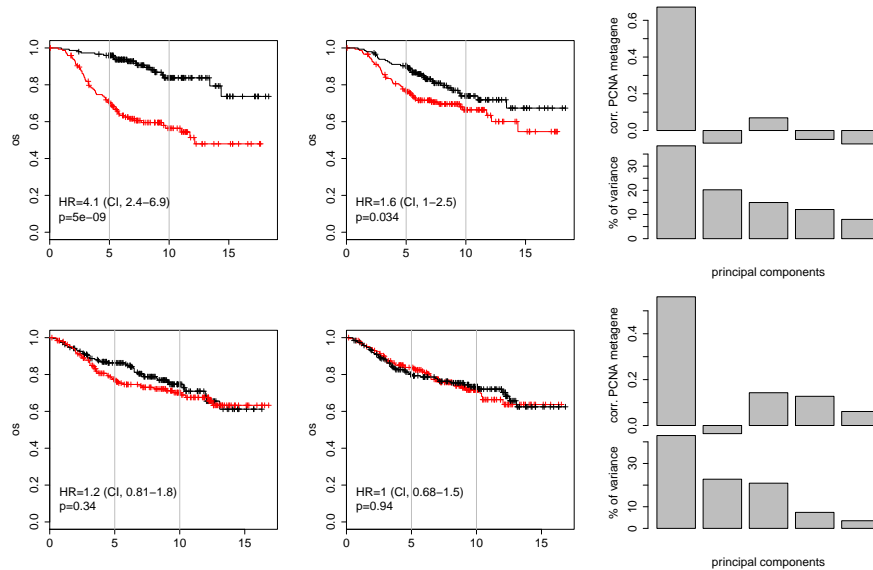 0.0 0.2 0.4 0.6 0.8 1.0
os
HR=4.1 (CI, 2.4−6.9)
p=5e−09
0 5 10 15
0.0 0.2 0.4 0.6 0.8 1.0
os
HR=1.6 (CI, 1−2.5)
p=0.034
0 5 10 15
corr. PCNA metagene
0.0 0.2 0.4 0.6
% of variance
0 10 20 30
principal components
0.0 0.2 0.4 0.6 0.8 1.0
os
HR=1.2 (CI, 0.81−1.8)
p=0.34
0 5 10 15
0.0 0.2 0.4 0.6 0.8 1.0
os
HR=1 (CI, 0.68−1.5)
p=0.94
0 5 10 15
corr. PCNA metagene
0.0 0.2 0.4
% of variance
0 10 30
principal components